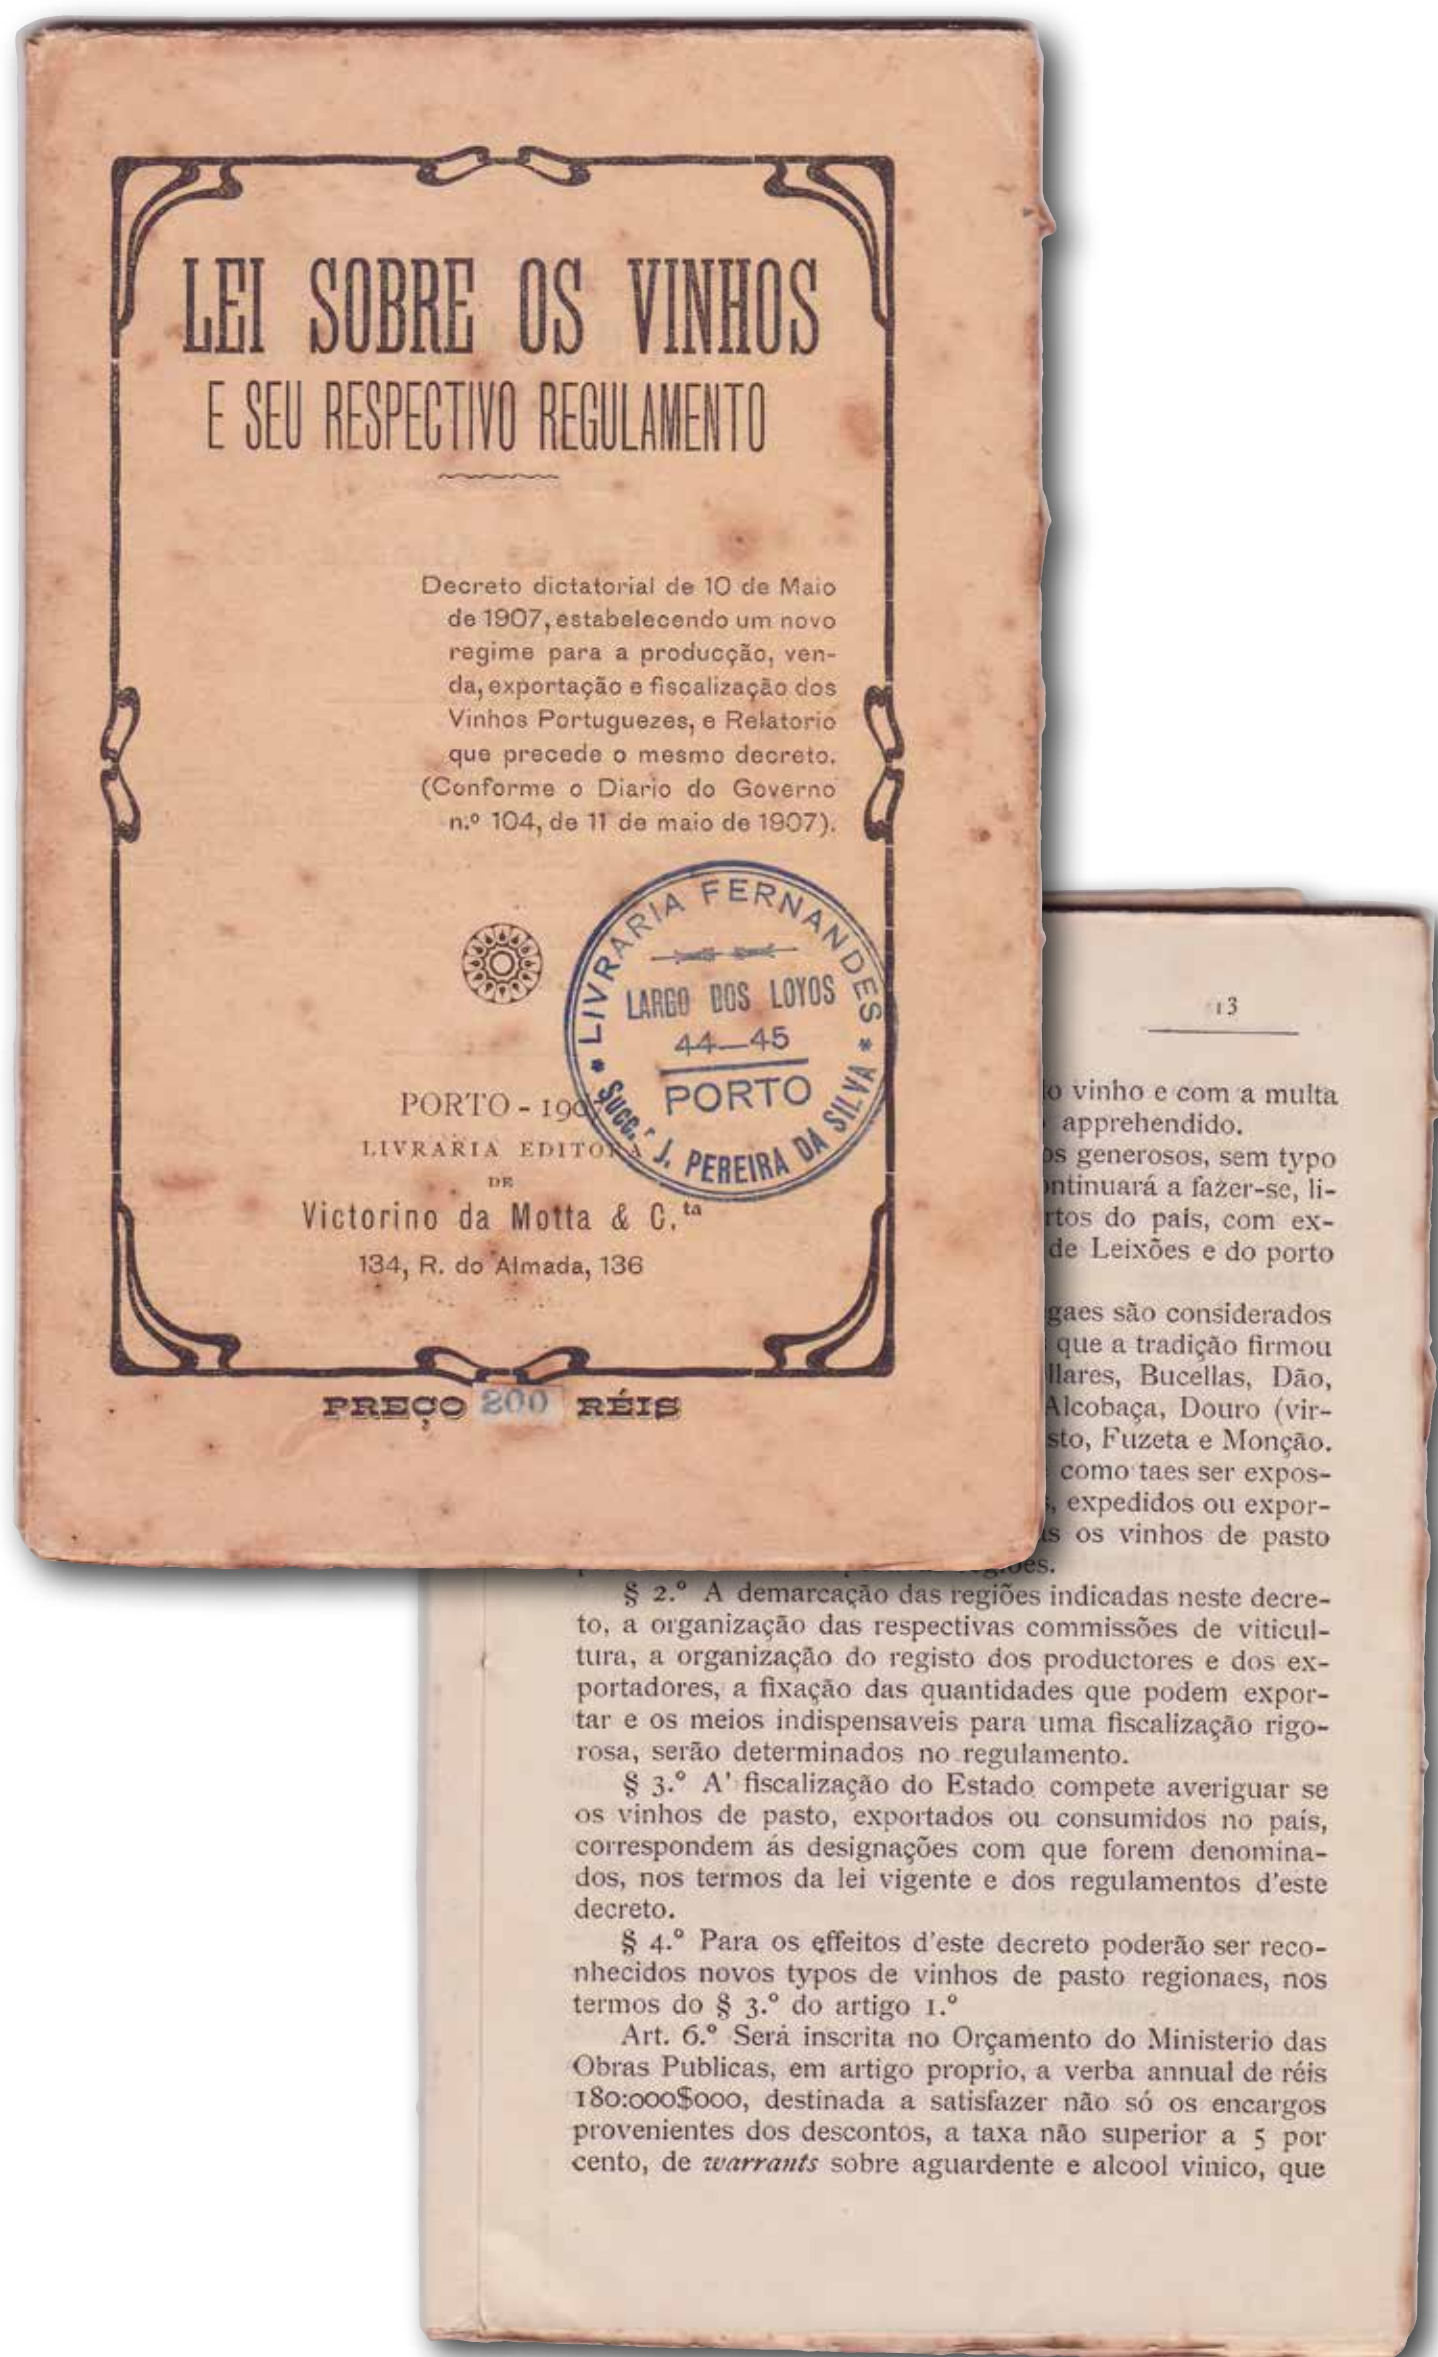 LEI SOBRE OS VINHOS
E SEU RESPECTIVO REGULAMENTO
Decreto dictatorial de 10 de Maio
de 1907, estabelecendo um novo
regime para a producção, ven-
da, exportação e fiscalização dos
Vinhos Portuguezes, e Relatorio
que precede o mesmo decreto.
(Conforme o Diario do Governo
n.º 104, de 11 de maio de 1907).
* LIVRARIA FERNANDES *
LARGO DOS LOYOS
44—45
PORTO
SUCC.r J. PEREIRA DA SILVA
PORTO - 190
LIVRARIA EDITORA
DE
Victorino da Motta & C.ta
134, R. do Almada, 136
PREÇO 200 RÉIS
13
vinho e com a multa
apprehendido.
generosos, sem typo
a fazer-se, li-
do país, com ex-
de Leixões e do porto
são considerados
que a tradição firmou
Bucellas, Dão,
Alcobaça, Douro (vir-
Fuzeta e Monção.
como taes ser expos-
expedidos ou expor-
os vinhos de pasto
§ 2.º A demarcação das regiões indicadas neste decre-
to, a organização das respectivas commissões de viticul-
tura, a organização do registo dos productores e dos ex-
portadores, a fixação das quantidades que podem expor-
tar e os meios indispensaveis para uma fiscalização rigo-
rosa, serão determinados no regulamento.
§ 3.º A' fiscalização do Estado compete averiguar se
os vinhos de pasto, exportados ou consumidos no país,
correspondem ás designações com que forem denomina-
dos, nos termos da lei vigente e dos regulamentos d'este
decreto.
§ 4.º Para os effeitos d'este decreto poderão ser reco-
nhecidos novos typos de vinhos de pasto regionaes, nos
termos do § 3.º do artigo 1.º
Art. 6.º Será inscrita no Orçamento do Ministerio das
Obras Publicas, em artigo proprio, a verba annual de réis
180:000$000, destinada a satisfazer não só os encargos
provenientes dos descontos, a taxa não superior a 5 por
cento, de warrants sobre aguardente e alcool vinico, que